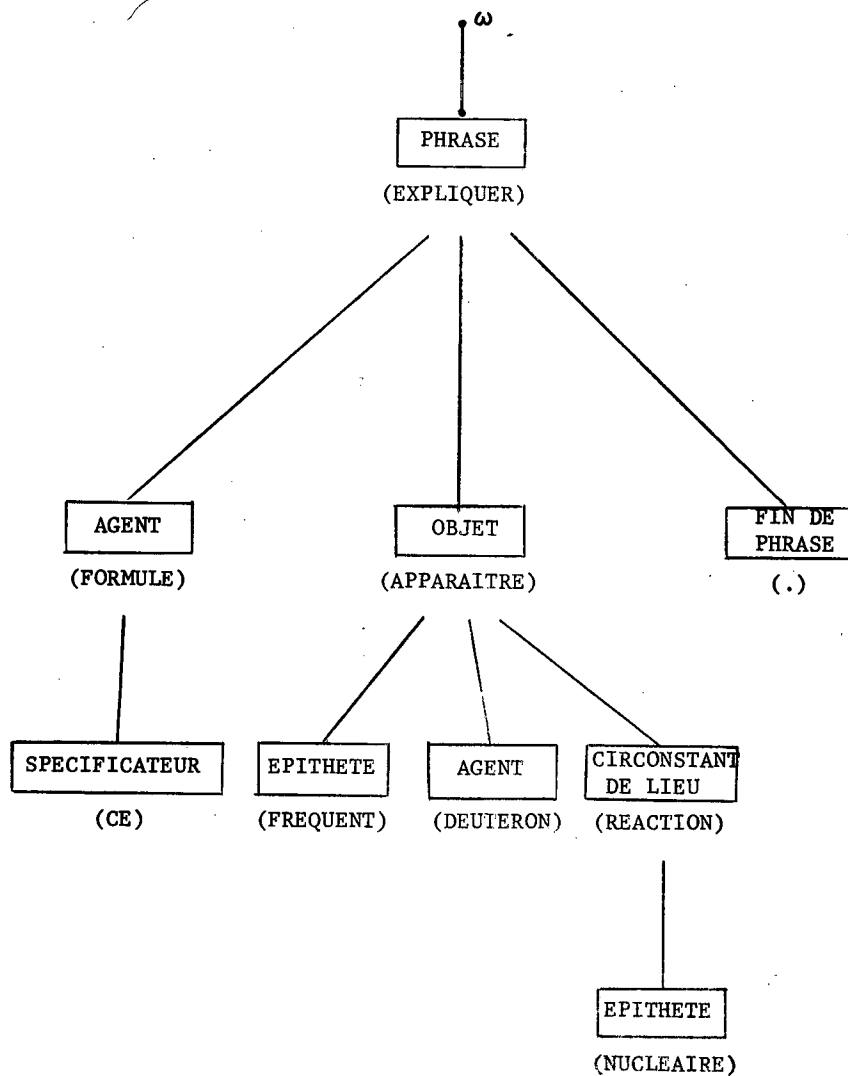 ω
PHRASE
(EXPLIQUER)
AGENT
(FORMULE)
OBJET
(APPARAITRE)
FIN DE
PHRASE
(.)
SPECIFICATEUR
(CE)
EPITHETE
(FREQUENT)
AGENT
(DEUTERON)
CIRCONSTANT
DE LIEU
(REACTION)
EPITHETE
(NUCLEAIRE)